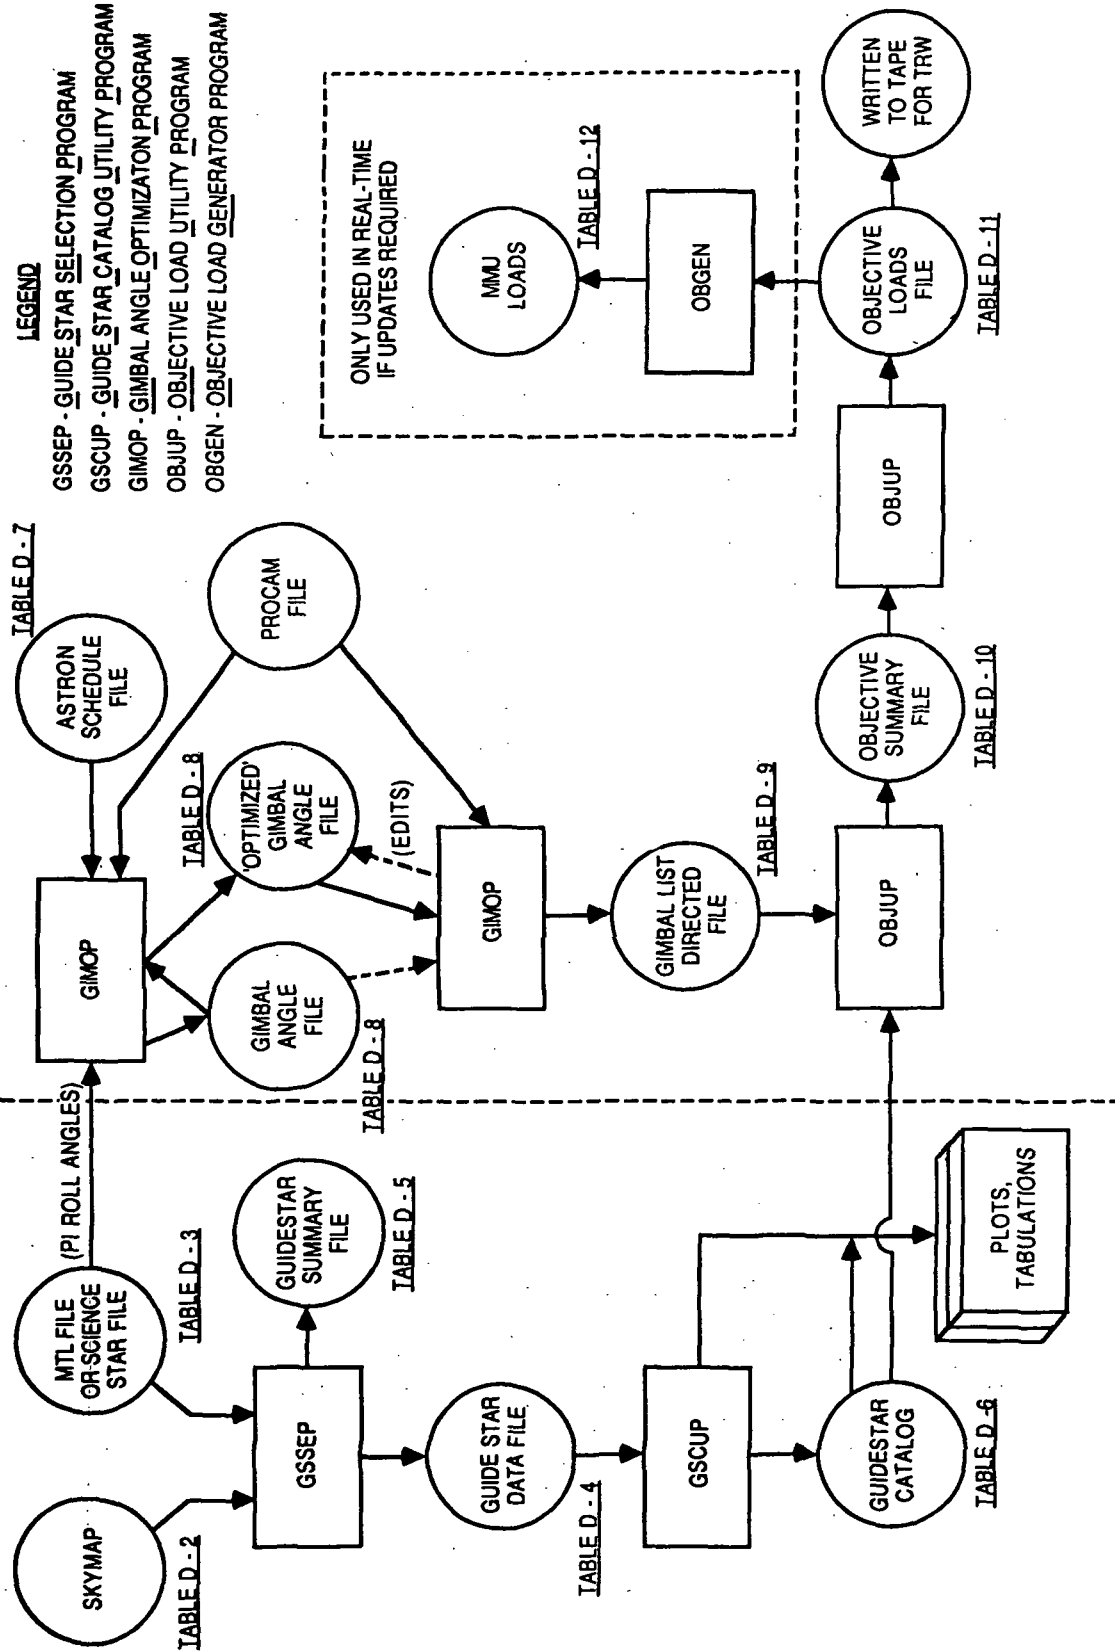 LEGEND
GSSEP - GUIDE STAR SELECTION PROGRAM
GSCUP - GUIDE STAR CATALOG UTILITY PROGRAM
GIMOP - GIMBAL ANGLE OPTIMIZATON PROGRAM
OBJUP - OBJECTIVE LOAD UTILITY PROGRAM
OBGEN - OBJECTIVE LOAD GENERATOR PROGRAM
SKYMAP
TABLE D - 2
MTL FILE
OR SCIENCE
STAR FILE
TABLE D - 3
(PI ROLL ANGLES)
GIMOP
ASTRON
SCHEDULE
FILE
TABLE D - 7
GSSEP
GUIDESTAR
SUMMARY
FILE
TABLE D - 5
GIMBAL
ANGLE
FILE
TABLE D - 8
'OPTIMIZED'
GIMBAL
ANGLE
FILE
TABLE D - 8
PROCAM
FILE
(EDITS)
GUIDE STAR
DATA FILE
TABLE D - 4
GIMOP
ONLY USED IN REAL-TIME
IF UPDATES REQUIRED
MMU
LOADS
TABLE D - 12
OBGEN
GSCUP
GIMBAL LIST
DIRECTED
FILE
TABLE D - 9
GUIDESTAR
CATALOG
TABLE D -6
OBJUP
OBJECTIVE
SUMMARY
FILE
TABLE D - 10
OBJUP
OBJECTIVE
LOADS
FILE
TABLE D - 11
WRITTEN
TO TAPE
FOR TRW
PLOTS,
TABULATIONS